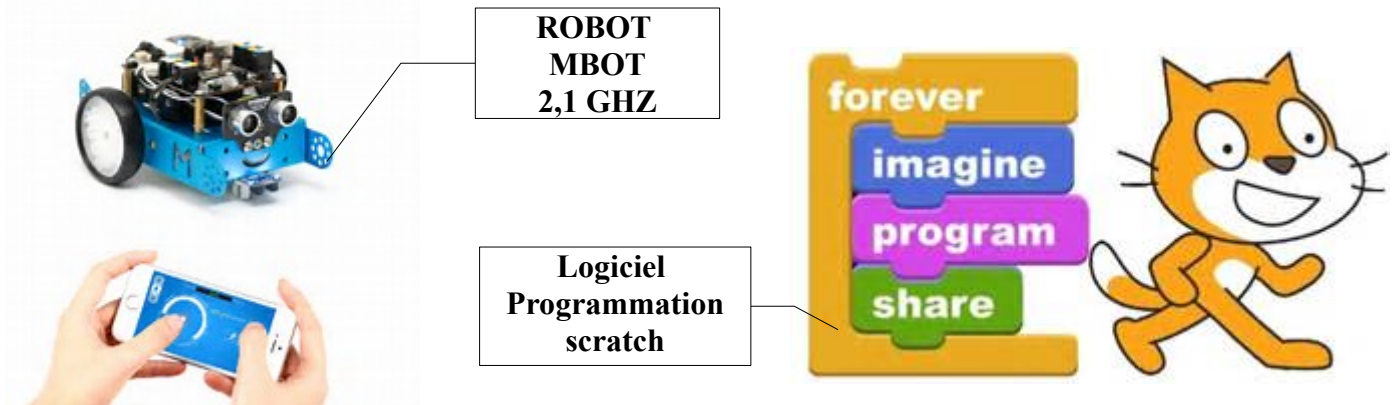 ROBOT
MBOT
2,1 GHZ
forever
imagine
program
share
Logiciel
Programmation
scratch
M